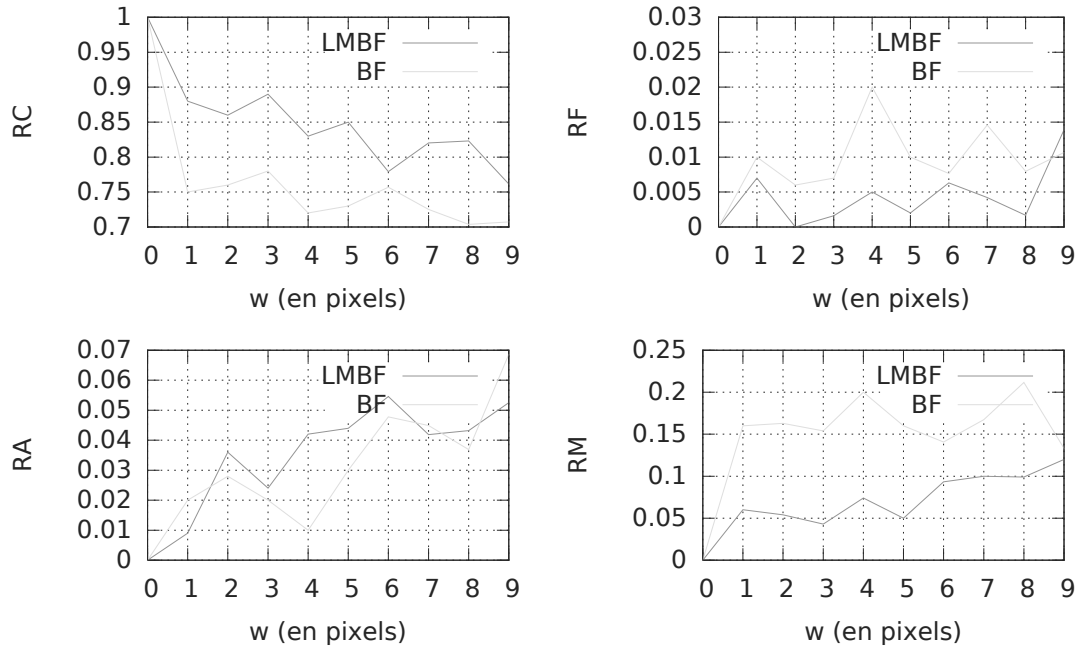 1
0.95
0.9
0.85
0.8
0.75
0.7
RC
LMBF
BF
0 1 2 3 4 5 6 7 8 9
w (en pixels)
0.03
0.025
0.02
0.015
0.01
0.005
0
RF
LMBF
BF
0 1 2 3 4 5 6 7 8 9
w (en pixels)
0.07
0.06
0.05
0.04
0.03
0.02
0.01
0
RA
LMBF
BF
0 1 2 3 4 5 6 7 8 9
w (en pixels)
0.25
0.2
0.15
0.1
0.05
0
RM
LMBF
BF
0 1 2 3 4 5 6 7 8 9
w (en pixels)